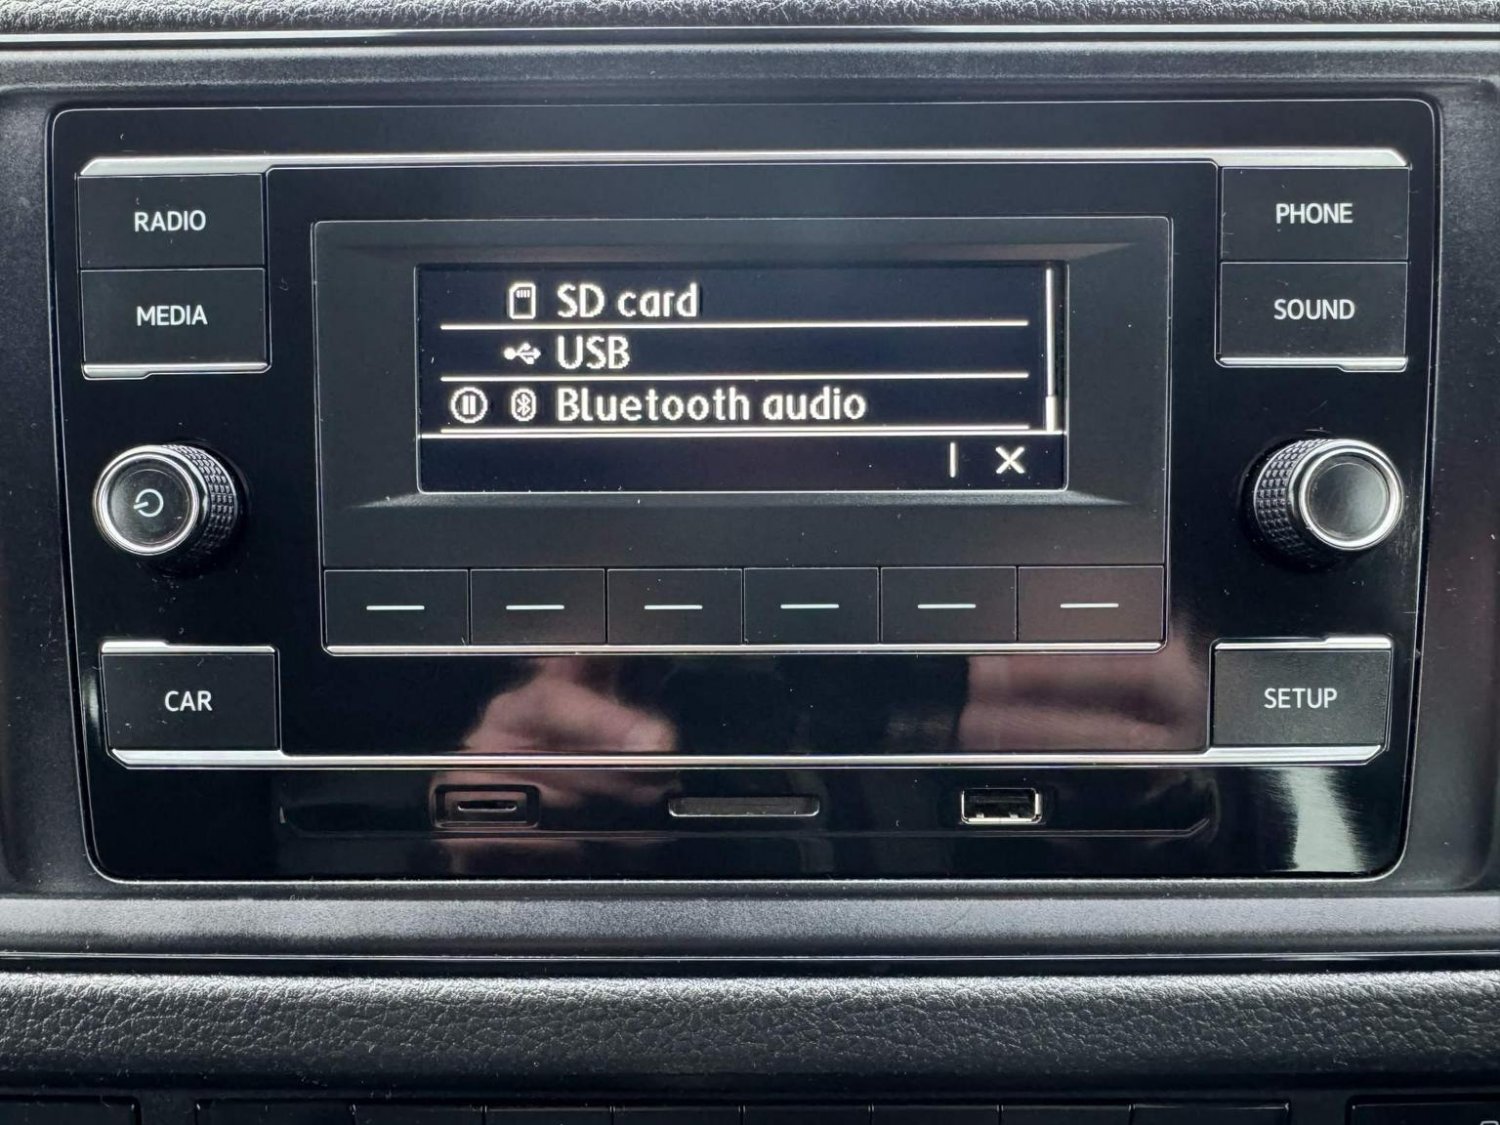 RADIO
MEDIA
PHONE
SOUND
SD card
USB
Bluetooth audio
CAR
SETUP